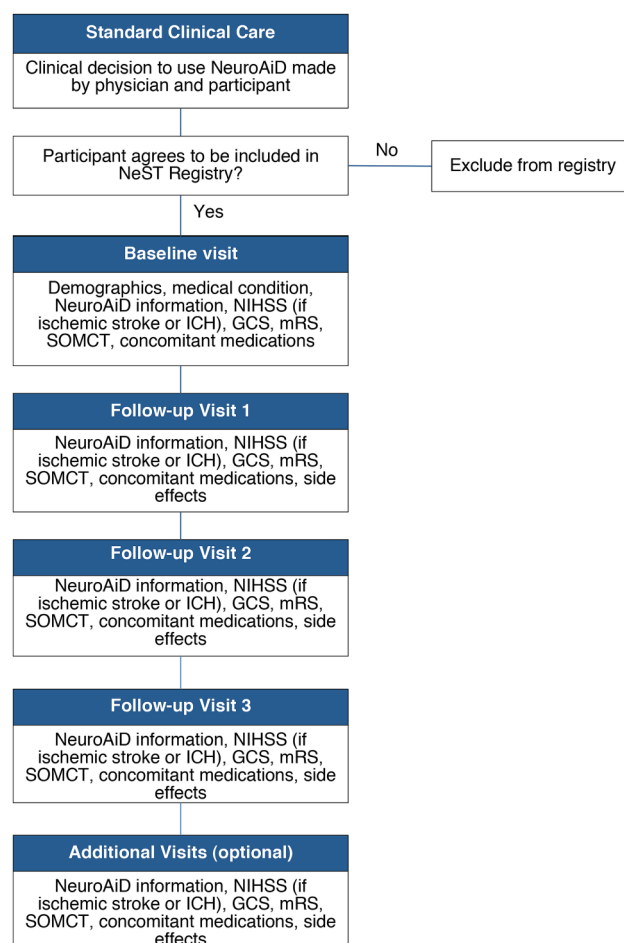 Standard Clinical Care
Clinical decision to use NeuroAiD made
by physician and participant
Participant agrees to be included in
NeST Registry?
No
Exclude from registry
Yes
Baseline visit
Demographics, medical condition,
NeuroAiD information, NIHSS (if
ischemic stroke or ICH), GCS, mRS,
SOMCT, concomitant medications
Follow-up Visit 1
NeuroAiD information, NIHSS (if
ischemic stroke or ICH), GCS, mRS,
SOMCT, concomitant medications, side
effects
Follow-up Visit 2
NeuroAiD information, NIHSS (if
ischemic stroke or ICH), GCS, mRS,
SOMCT, concomitant medications, side
effects
Follow-up Visit 3
NeuroAiD information, NIHSS (if
ischemic stroke or ICH), GCS, mRS,
SOMCT, concomitant medications, side
effects
Additional Visits (optional)
NeuroAiD information, NIHSS (if
ischemic stroke or ICH), GCS, mRS,
SOMCT, concomitant medications, side
effects